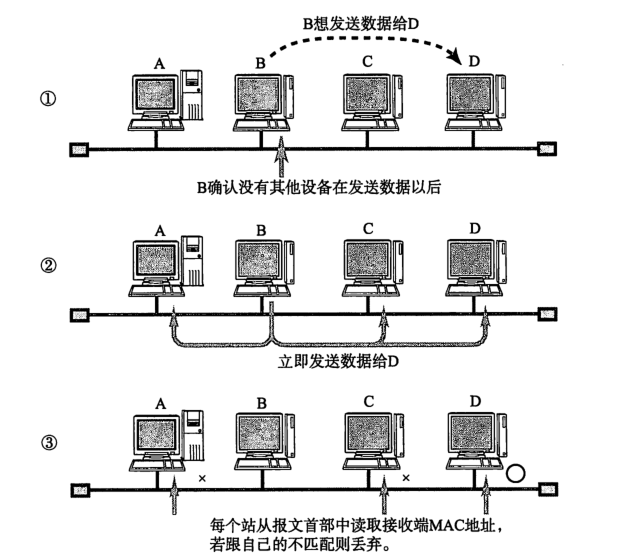 B想发送数据给D
A B C D
①
B确认没有其他设备在发送数据以后
A B C D
②
立即发送数据给D
A B C D
③
× ×
每个站从报文首部中读取接收端MAC地址，
若跟自己的不匹配则丢弃。